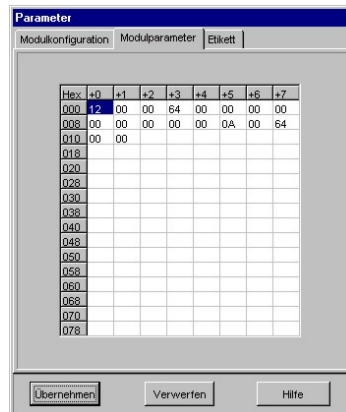 Parameter
Modulkonfiguration Modulparameter Etikett
Hex +0 +1 +2 +3 +4 +5 +6 +7
000 12 00 00 64 00 00 00 00
008 00 00 00 00 00 0A 00 64
010 00 00
018
020
028
030
038
040
048
050
058
060
068
070
078
Übernehmen Verwerfen Hilfe